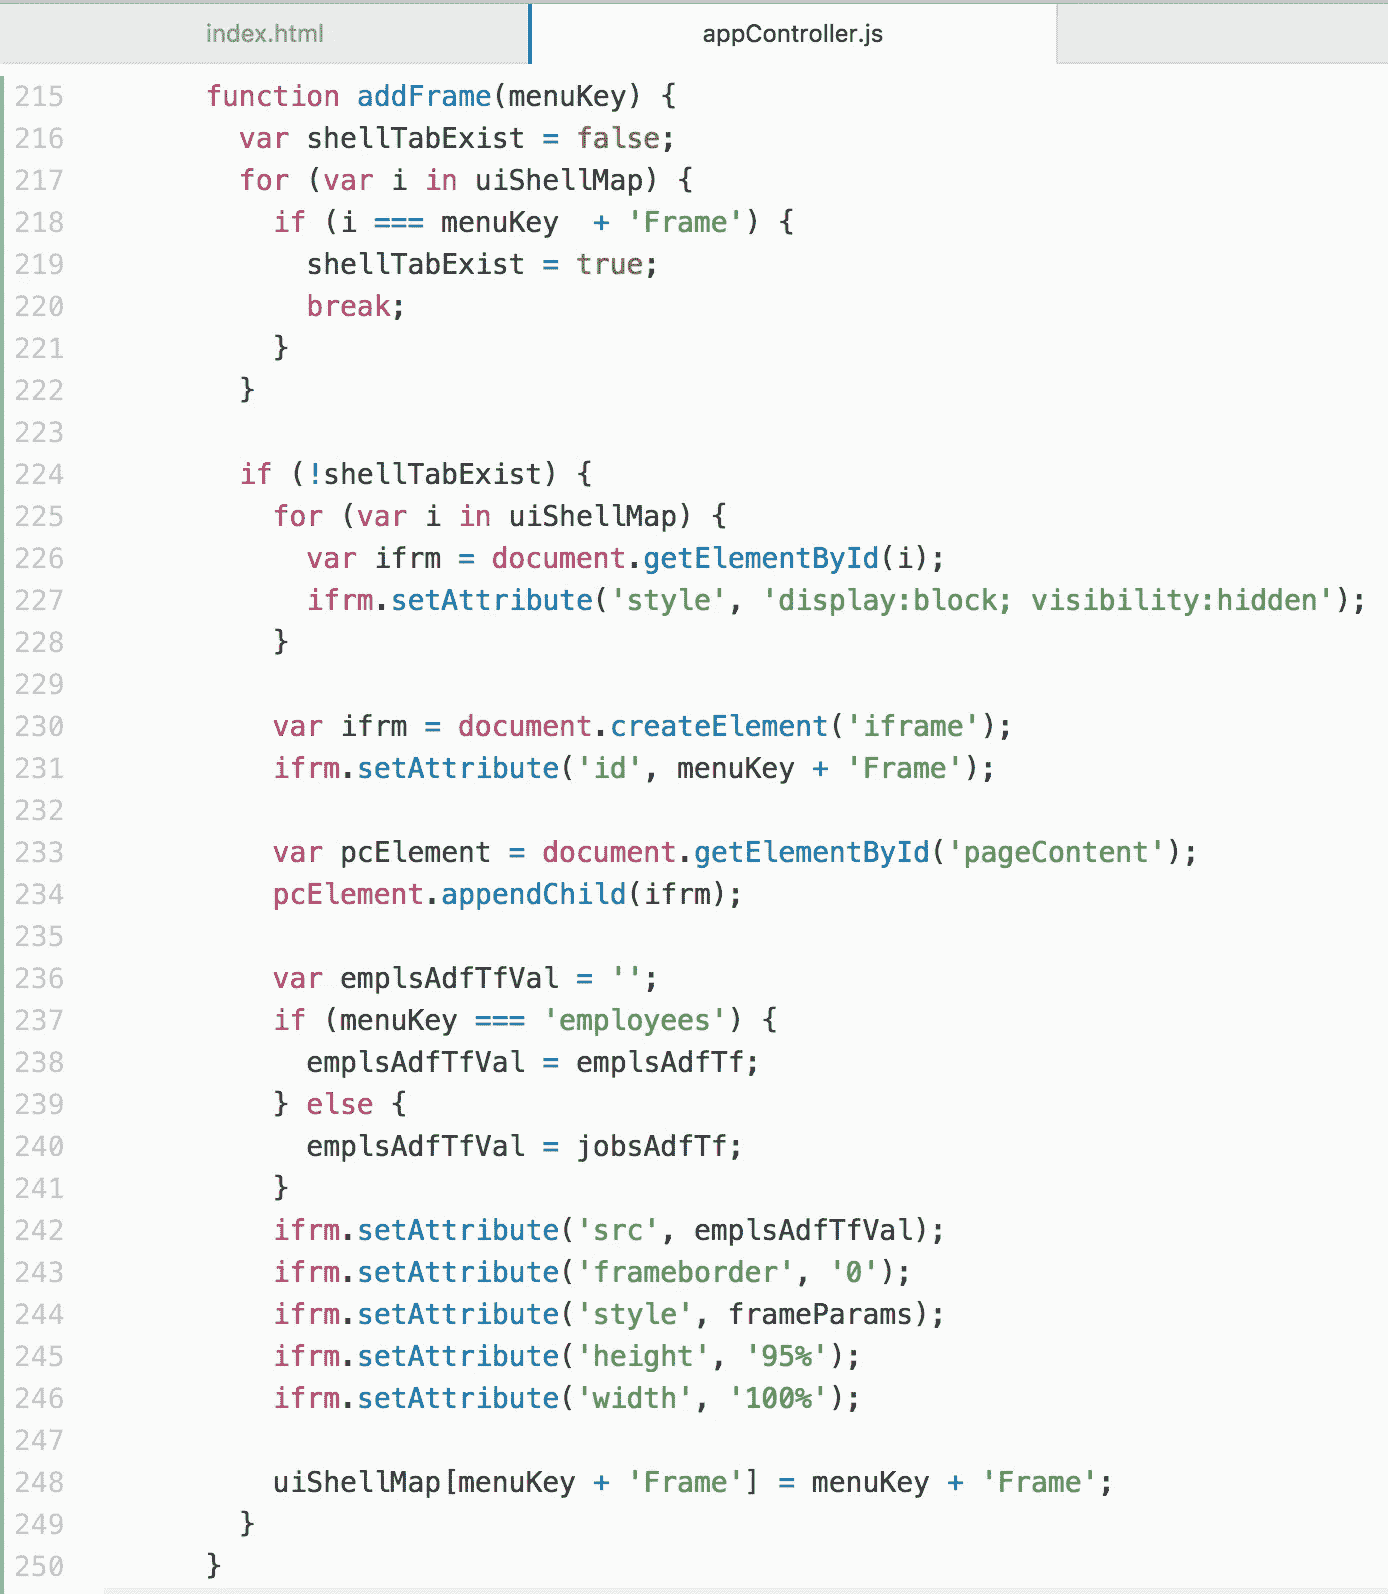 index.html appController.js
215 function addFrame(menuKey) {
216 var shellTabExist = false;
217 for (var i in uiShellMap) {
218 if (i === menuKey  + 'Frame') {
219 shellTabExist = true;
220 break;
221 }
222 }
223
224 if (!shellTabExist) {
225 for (var i in uiShellMap) {
226 var ifrm = document.getElementById(i);
227 ifrm.setAttribute('style', 'display:block; visibility:hidden');
228 }
229
230 var ifrm = document.createElement('iframe');
231 ifrm.setAttribute('id', menuKey + 'Frame');
232
233 var pcElement = document.getElementById('pageContent');
234 pcElement.appendChild(ifrm);
235
236 var emplsAdfTfVal = '';
237 if (menuKey === 'employees') {
238 emplsAdfTfVal = emplsAdfTf;
239 } else {
240 emplsAdfTfVal = jobsAdfTf;
241 }
242 ifrm.setAttribute('src', emplsAdfTfVal);
243 ifrm.setAttribute('frameborder', '0');
244 ifrm.setAttribute('style', frameParams);
245 ifrm.setAttribute('height', '95%');
246 ifrm.setAttribute('width', '100%');
247
248 uiShellMap[menuKey + 'Frame'] = menuKey + 'Frame';
249 }
250 }